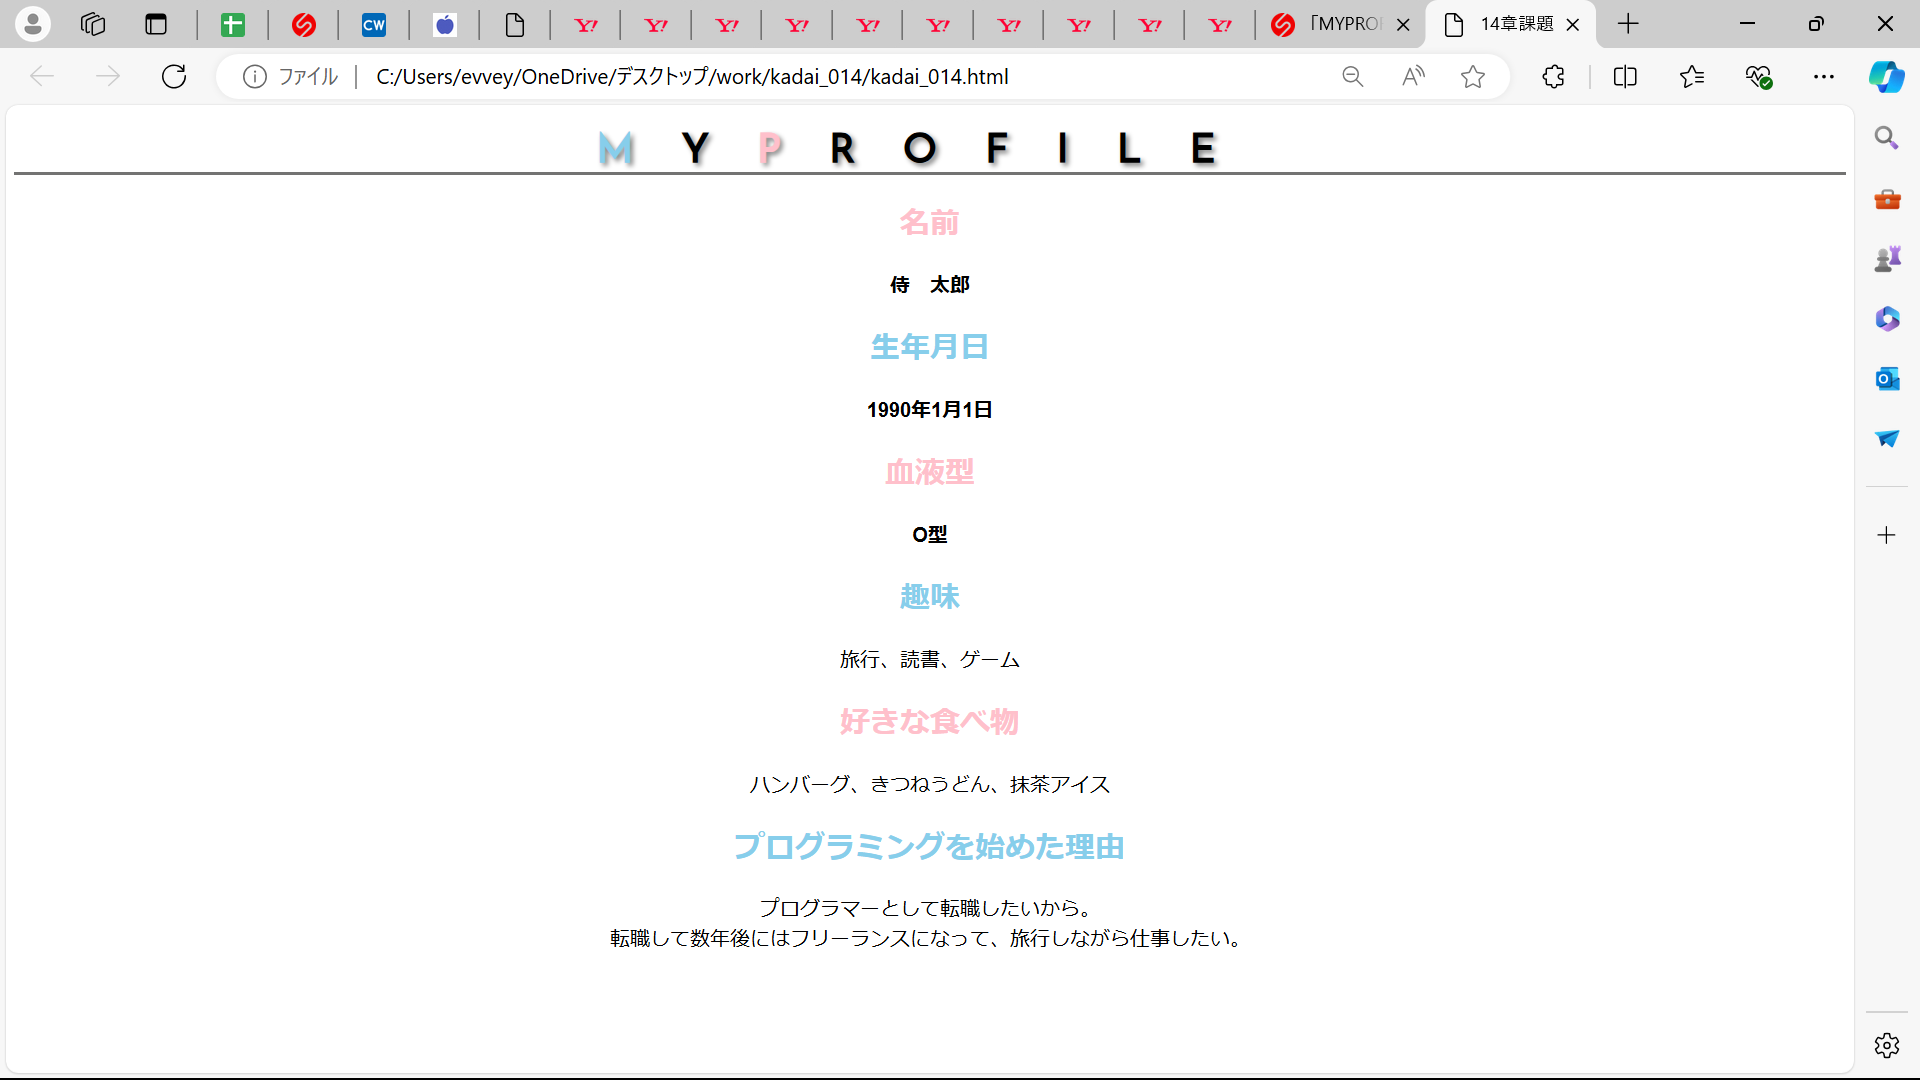 CW
Y!
Y!
Y!
Y!
Y!
Y!
Y!
Y!
Y!
Y!
「MYPROF
14章課題
ファイル
C:/Users/evvey/OneDrive/デスクトップ/work/kadai_014/kadai_014.html
MYPROFILE
名前
侍　太郎
生年月日
1990年1月1日
血液型
O型
趣味
旅行、読書、ゲーム
好きな食べ物
ハンバーグ、きつねうどん、抹茶アイス
プログラミングを始めた理由
プログラマーとして転職したいから。
転職して数年後にはフリーランスになって、旅行しながら仕事したい。